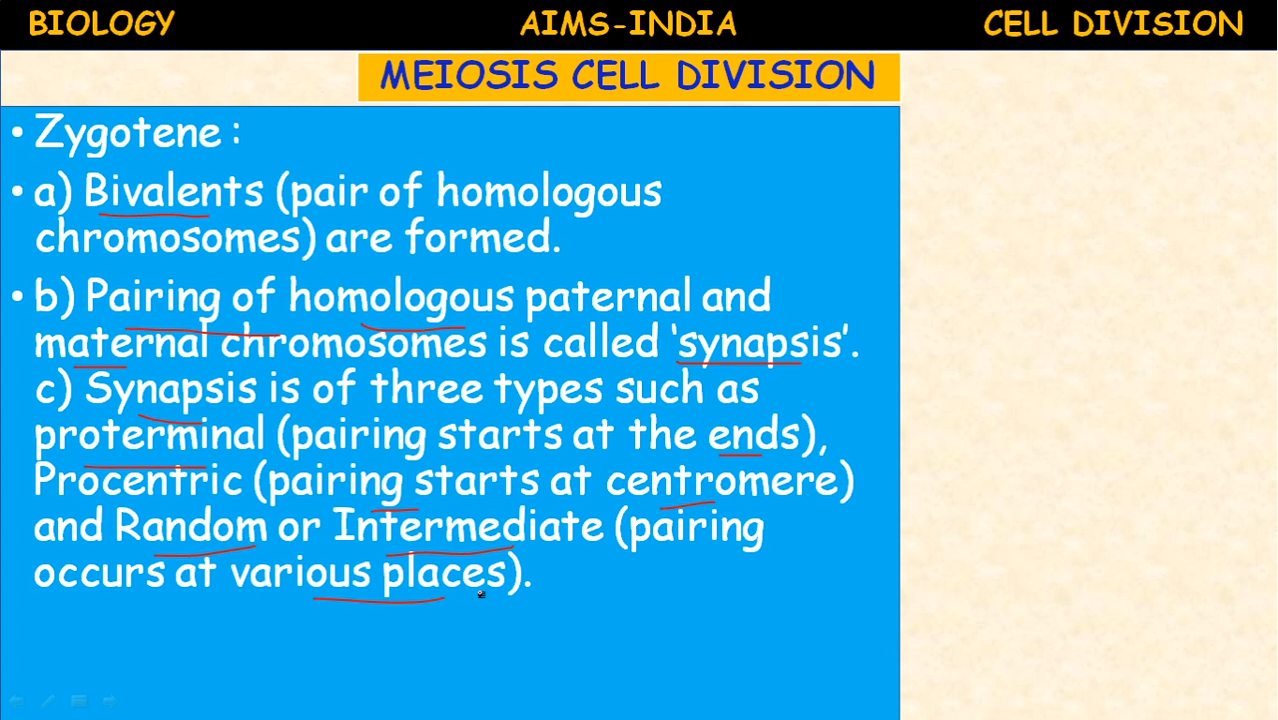 BIOLOGY AIMS-INDIA CELL DIVISION
MEIOSIS CELL DIVISION
• Zygotene :
• a) Bivalents (pair of homologous
chromosomes) are formed.
• b) Pairing of homologous paternal and
maternal chromosomes is called ‘synapsis’.
c) Synapsis is of three types such as
proterminal (pairing starts at the ends),
Procentric (pairing starts at centromere)
and Random or Intermediate (pairing
occurs at various places).